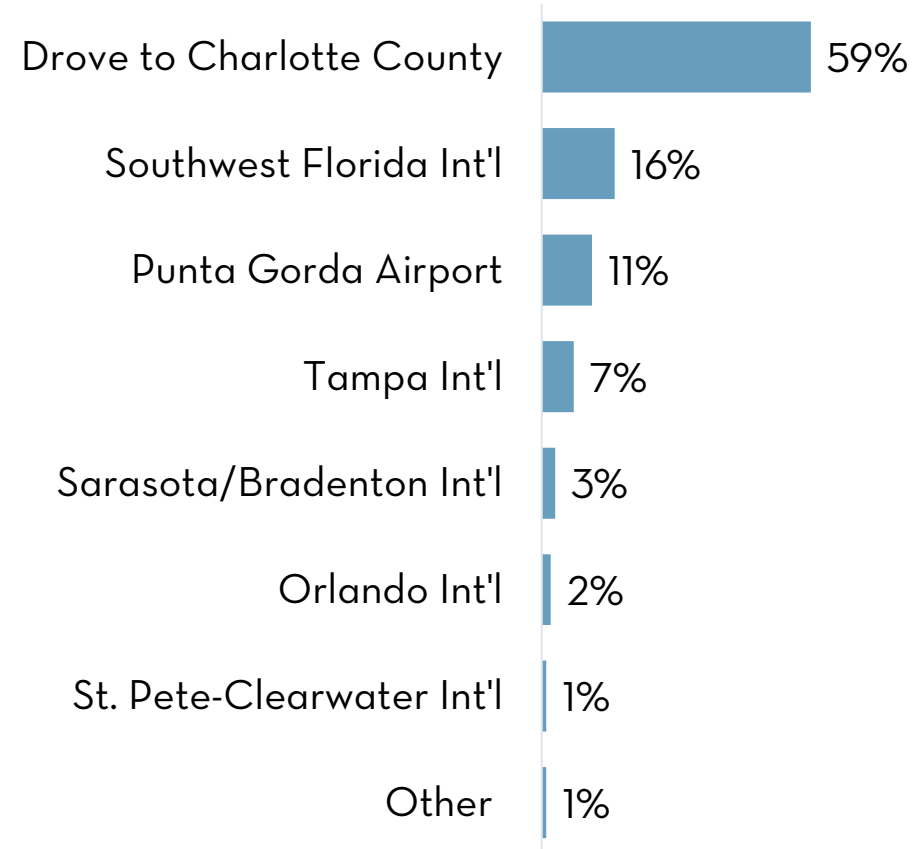 Drove to Charlotte County 59%
Southwest Florida Int'l 16%
Punta Gorda Airport 11%
Tampa Int'l 7%
Sarasota/Bradenton Int'l 3%
Orlando Int'l 2%
St. Pete-Clearwater Int'l 1%
Other 1%